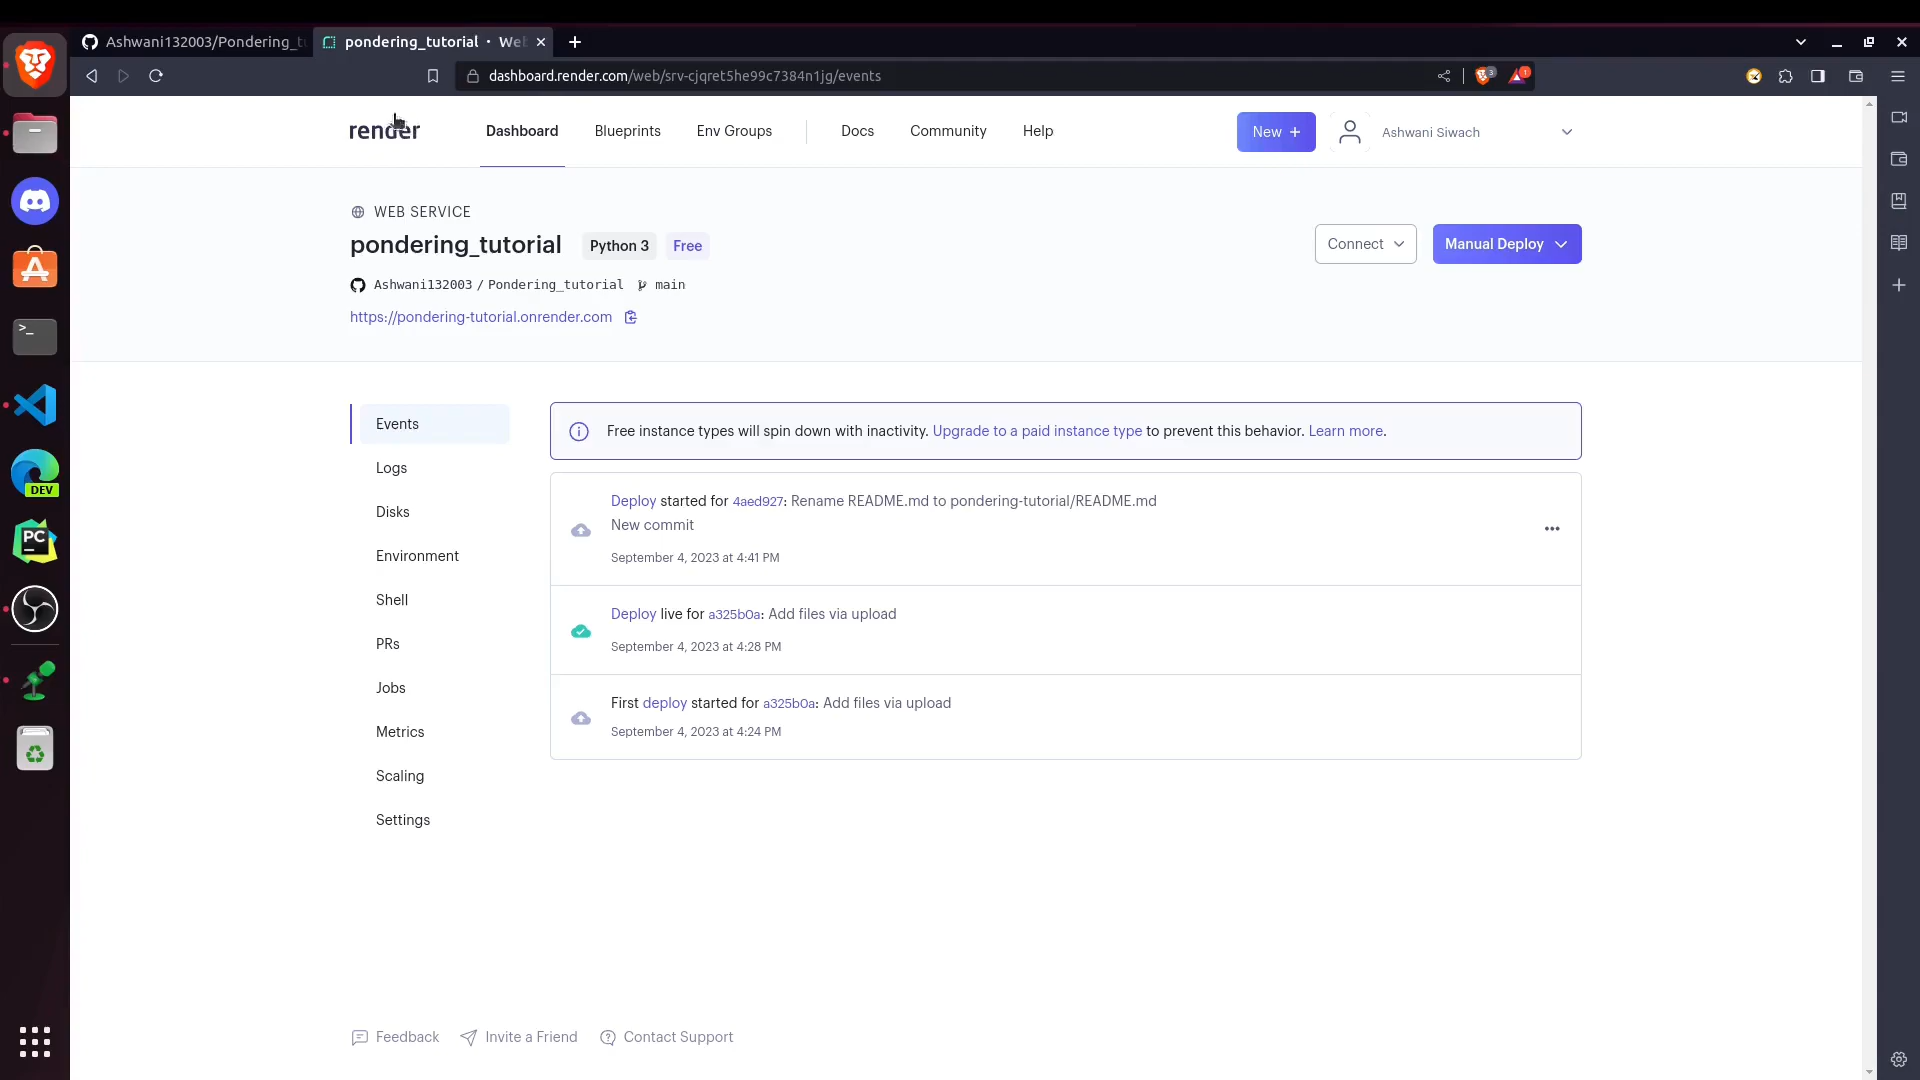 Ashwani132003/Pondering_tu
pondering_tutorial · Web
dashboard.render.com/web/srv-cjqret5he99c7384n1jg/events
3
1
render
Dashboard
Blueprints
Env Groups
Docs
Community
Help
New +
Ashwani Siwach
WEB SERVICE
pondering_tutorial
Python 3
Free
Connect
Manual Deploy
Ashwani132003 / Pondering_tutorial
main
https://pondering-tutorial.onrender.com
Events
Logs
Disks
Environment
Shell
PRs
Jobs
Metrics
Scaling
Settings
Free instance types will spin down with inactivity. Upgrade to a paid instance type to prevent this behavior. Learn more.
Deploy started for 4aed927: Rename README.md to pondering-tutorial/README.md
New commit
September 4, 2023 at 4:41 PM
Deploy live for a325b0a: Add files via upload
September 4, 2023 at 4:28 PM
First deploy started for a325b0a: Add files via upload
September 4, 2023 at 4:24 PM
Feedback
Invite a Friend
Contact Support
>_
DEV
PC